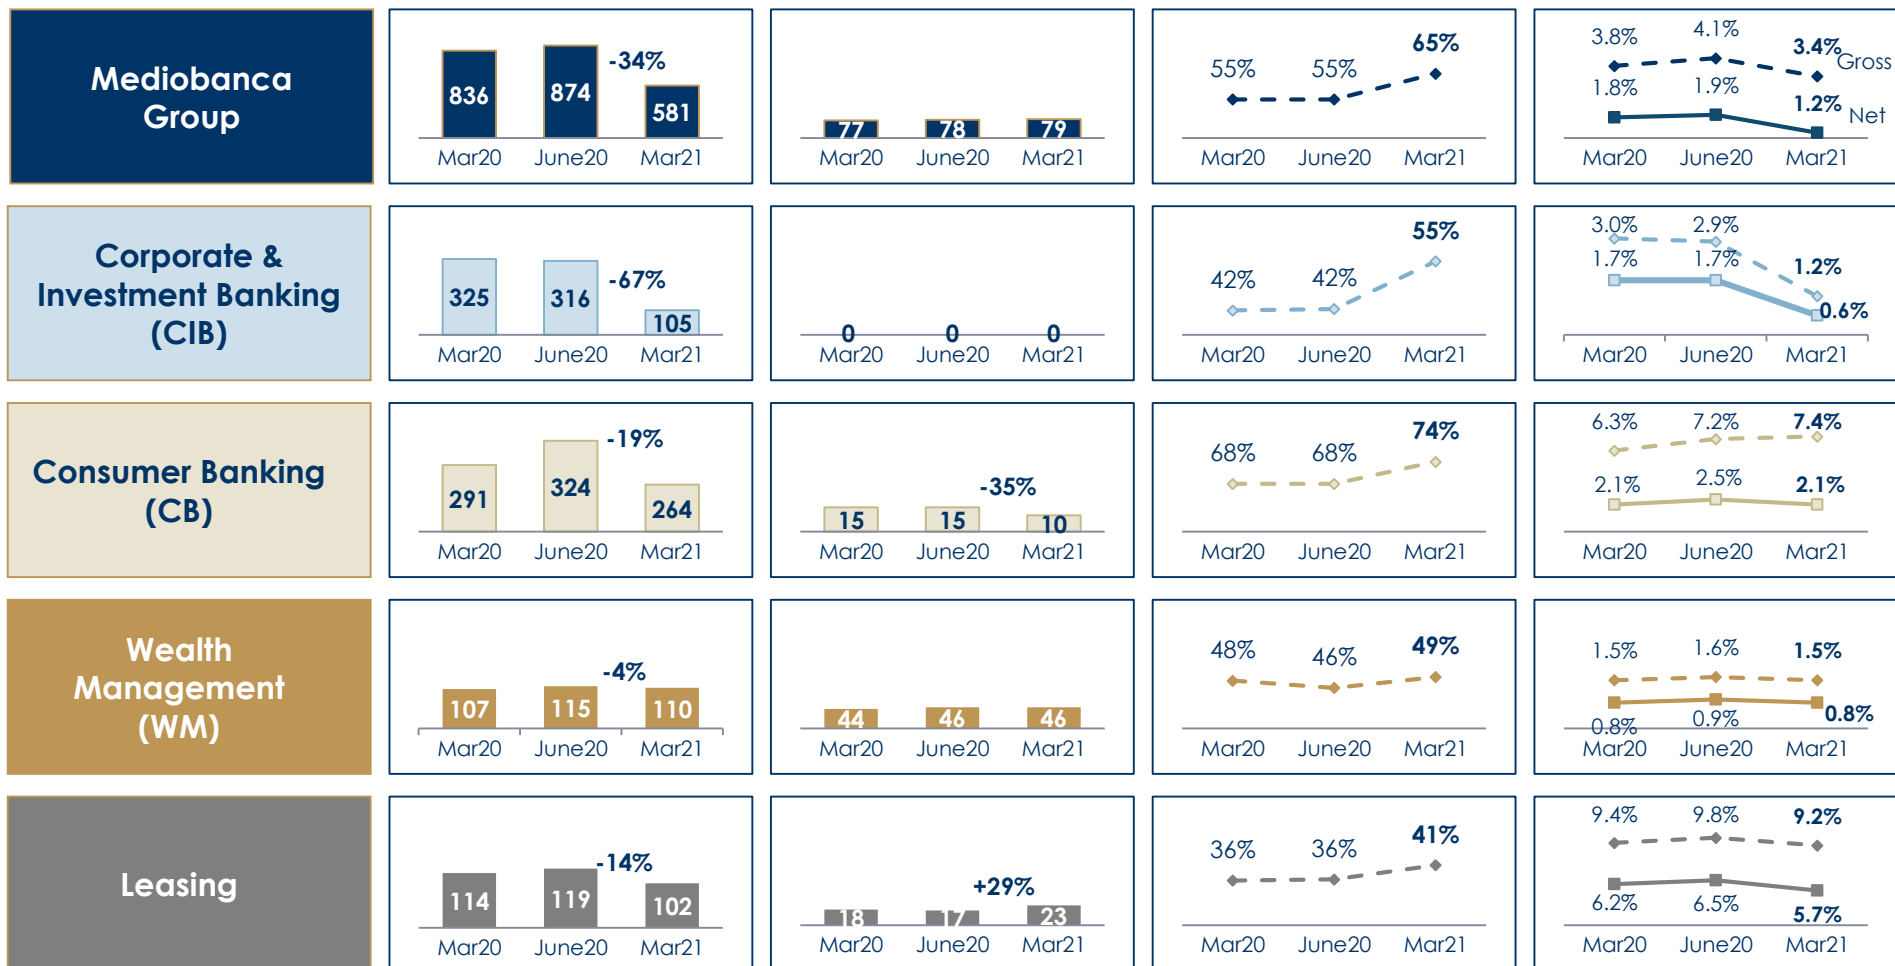 Mediobanca
Group
836
874
-34%
581
Mar20 June20 Mar21
77 78 79
Mar20 June20 Mar21
55% 55% 65%
Mar20 June20 Mar21
3.8% 4.1% 3.4% Gross
1.8% 1.9% 1.2% Net
Mar20 June20 Mar21
Corporate &
Investment Banking
(CIB)
325 316 -67% 105
Mar20 June20 Mar21
0 0 0
Mar20 June20 Mar21
42% 42% 55%
Mar20 June20 Mar21
3.0% 2.9% 1.2%
1.7% 1.7% 0.6%
Mar20 June20 Mar21
Consumer Banking
(CB)
291 324 -19% 264
Mar20 June20 Mar21
15 15 -35% 10
Mar20 June20 Mar21
68% 68% 74%
Mar20 June20 Mar21
6.3% 7.2% 7.4%
2.1% 2.5% 2.1%
Mar20 June20 Mar21
Wealth
Management
(WM)
107 115 -4% 110
Mar20 June20 Mar21
44 46 46
Mar20 June20 Mar21
48% 46% 49%
Mar20 June20 Mar21
1.5% 1.6% 1.5%
0.8% 0.9% 0.8%
Mar20 June20 Mar21
Leasing
114 119 -14% 102
Mar20 June20 Mar21
18 17 +29% 23
Mar20 June20 Mar21
36% 36% 41%
Mar20 June20 Mar21
9.4% 9.8% 9.2%
6.2% 6.5% 5.7%
Mar20 June20 Mar21